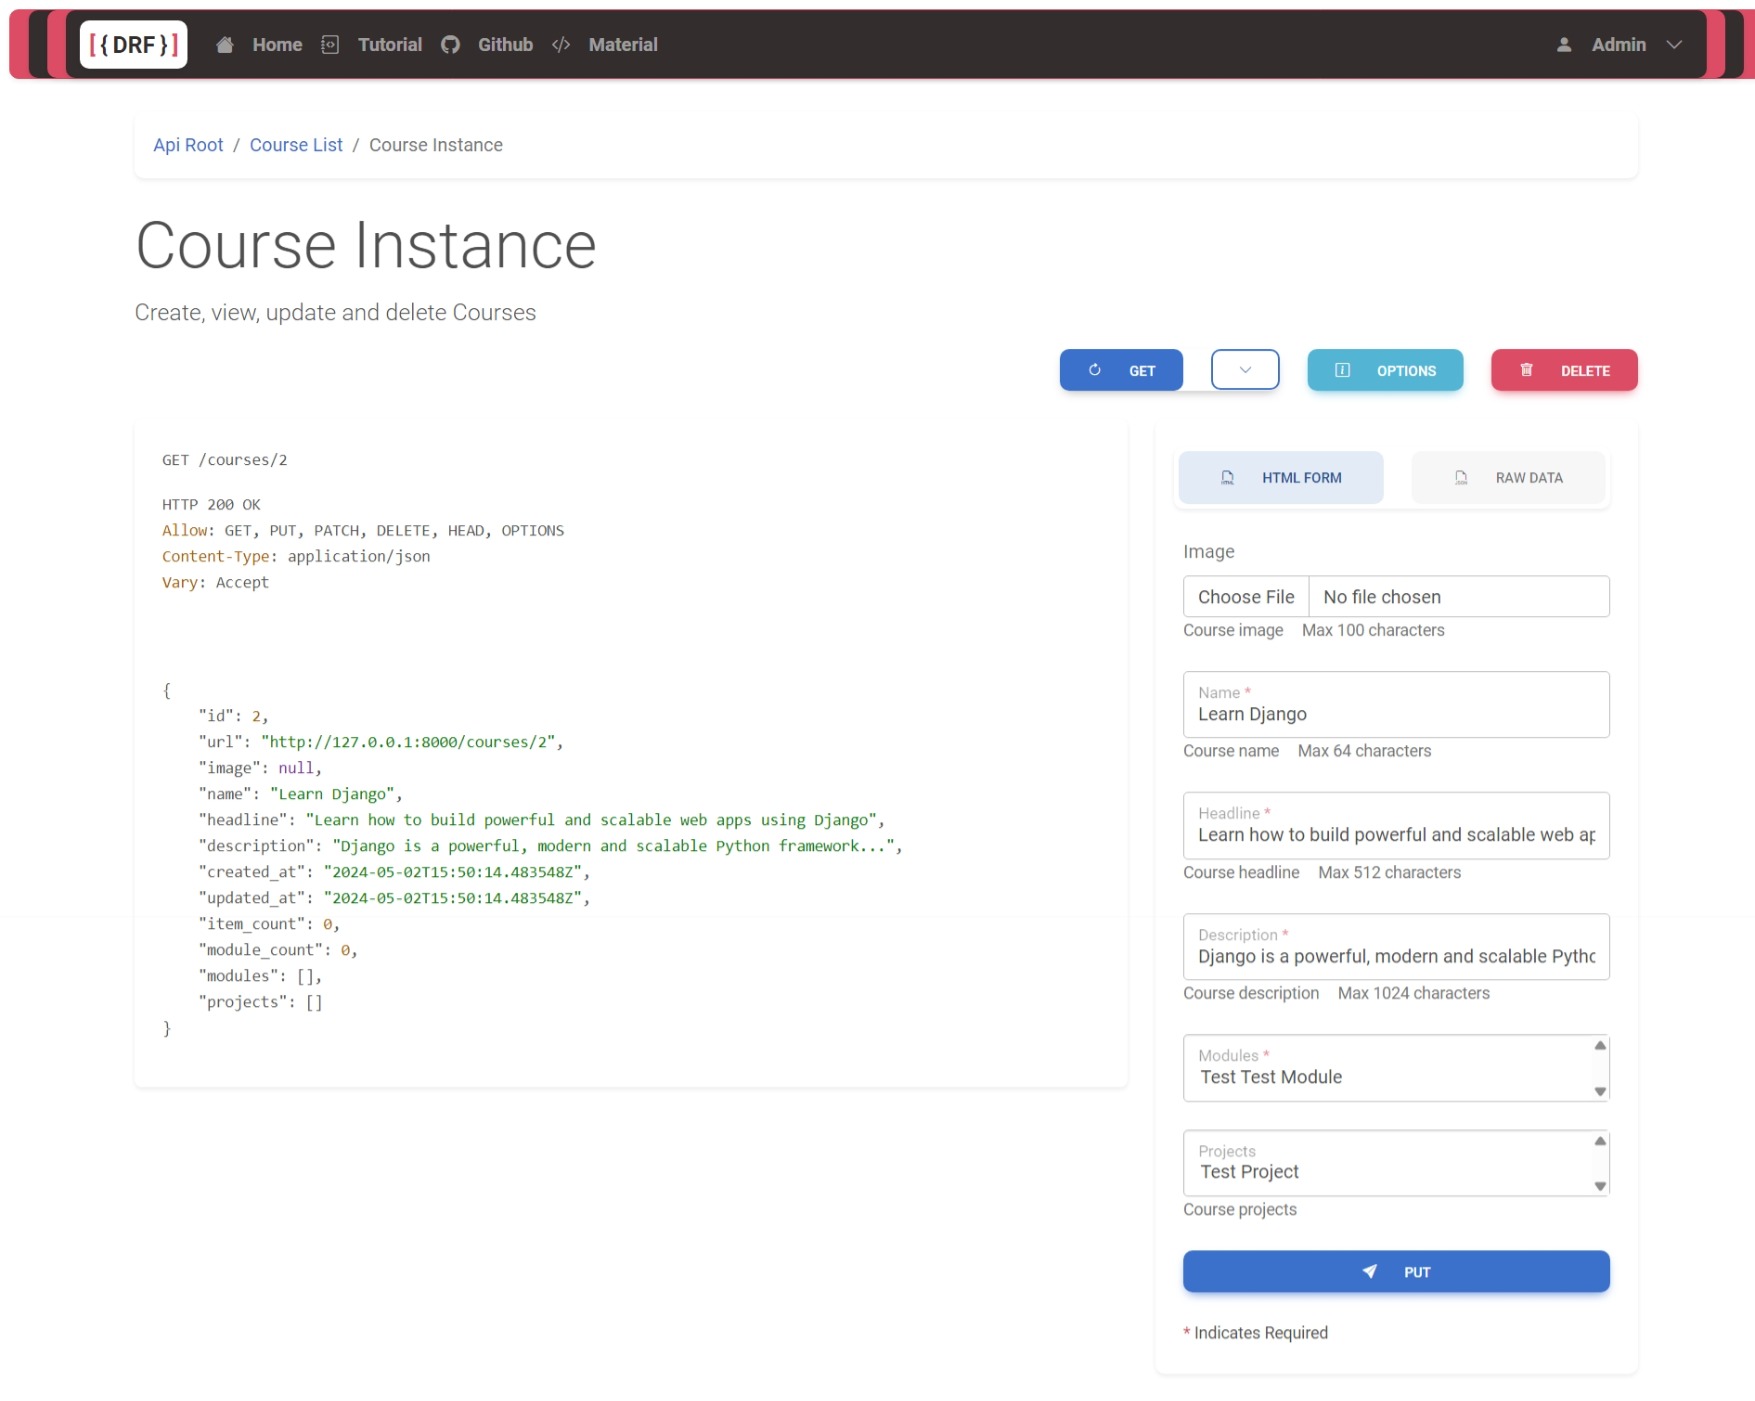 [{DRF}] Home Tutorial Github Material Admin
Api Root / Course List / Course Instance
Course Instance
Create, view, update and delete Courses
GET OPTIONS DELETE
GET /courses/2
HTTP 200 OK
Allow: GET, PUT, PATCH, DELETE, HEAD, OPTIONS
Content-Type: application/json
Vary: Accept
{
"id": 2,
"url": "http://127.0.0.1:8000/courses/2",
"image": null,
"name": "Learn Django",
"headline": "Learn how to build powerful and scalable web apps using Django",
"description": "Django is a powerful, modern and scalable Python framework...",
"created_at": "2024-05-02T15:50:14.483548Z",
"updated_at": "2024-05-02T15:50:14.483548Z",
"item_count": 0,
"module_count": 0,
"modules": [],
"projects": []
}
HTML FORM RAW DATA
Image
Choose File No file chosen
Course image Max 100 characters
Name *
Learn Django
Course name Max 64 characters
Headline *
Learn how to build powerful and scalable web ap
Course headline Max 512 characters
Description *
Django is a powerful, modern and scalable Pytho
Course description Max 1024 characters
Modules *
Test Test Module
Projects
Test Project
Course projects
PUT
* Indicates Required